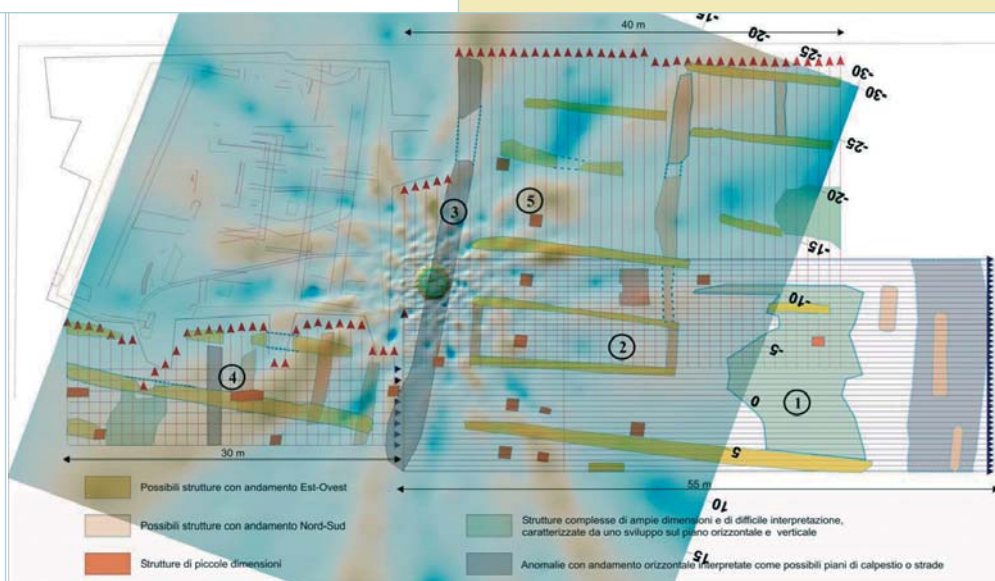 40 m
-15
-20
-25
-30
-30
-25
-20
-15
-10
-5
0
5
10
15
3
5
2
4
1
30 m
55 m
Possibili strutture con andamento Est-Ovest
Possibili strutture con andamento Nord-Sud
Strutture di piccole dimensioni
Strutture complesse di ampie dimensioni e di difficile interpretazione,
caratterizzate da uno sviluppo sul piano orizzontale e verticale
Anomalie con andamento orizzontale interpretate come possibili piani di calpestio o strade